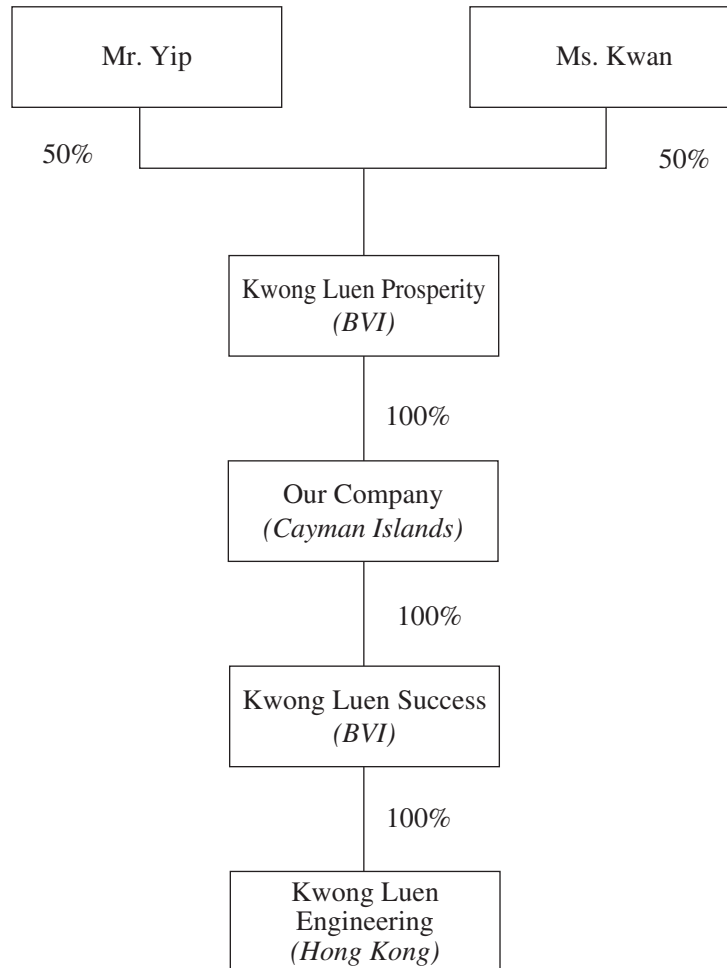 Mr. Yip
Ms. Kwan
50%
50%
Kwong Luen Prosperity
(BVI)
100%
Our Company
(Cayman Islands)
100%
Kwong Luen Success
(BVI)
100%
Kwong Luen
Engineering
(Hong Kong)